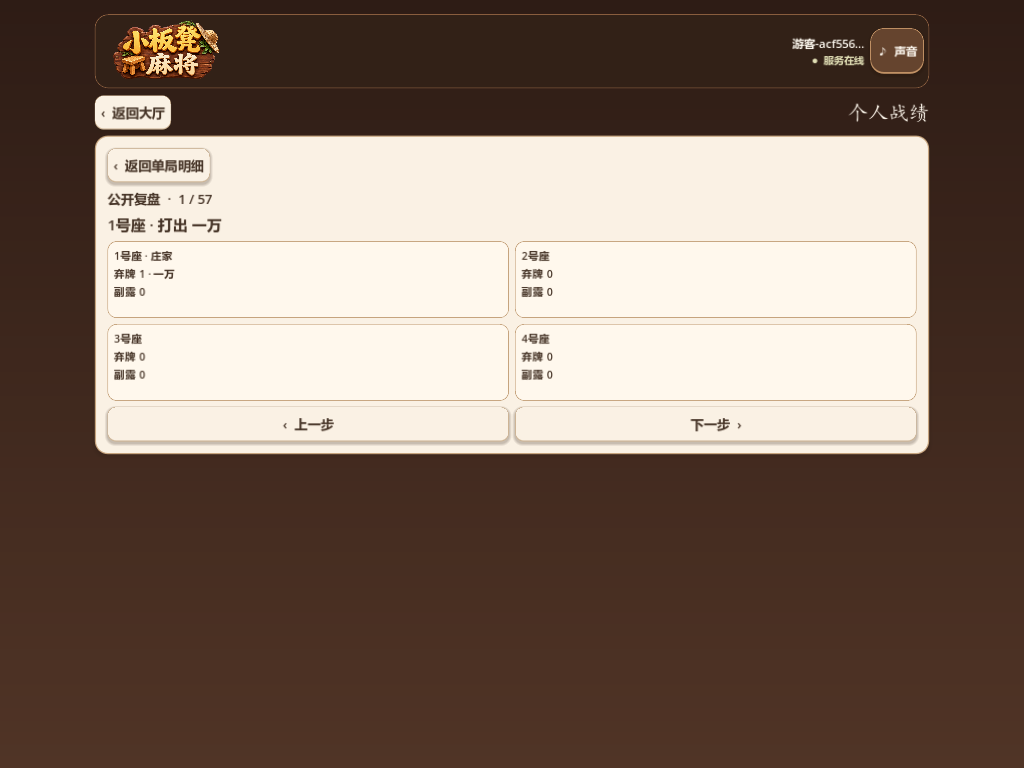 小板凳
麻将
游客-acf556...
● 服务在线
♪ 声音
‹ 返回大厅
个人战绩
‹ 返回单局明细
公开复盘 · 1 / 57
1号座 · 打出 一万
1号座 · 庄家
弃牌 1 · 一万
副露 0
2号座
弃牌 0
副露 0
3号座
弃牌 0
副露 0
4号座
弃牌 0
副露 0
‹ 上一步
下一步 ›